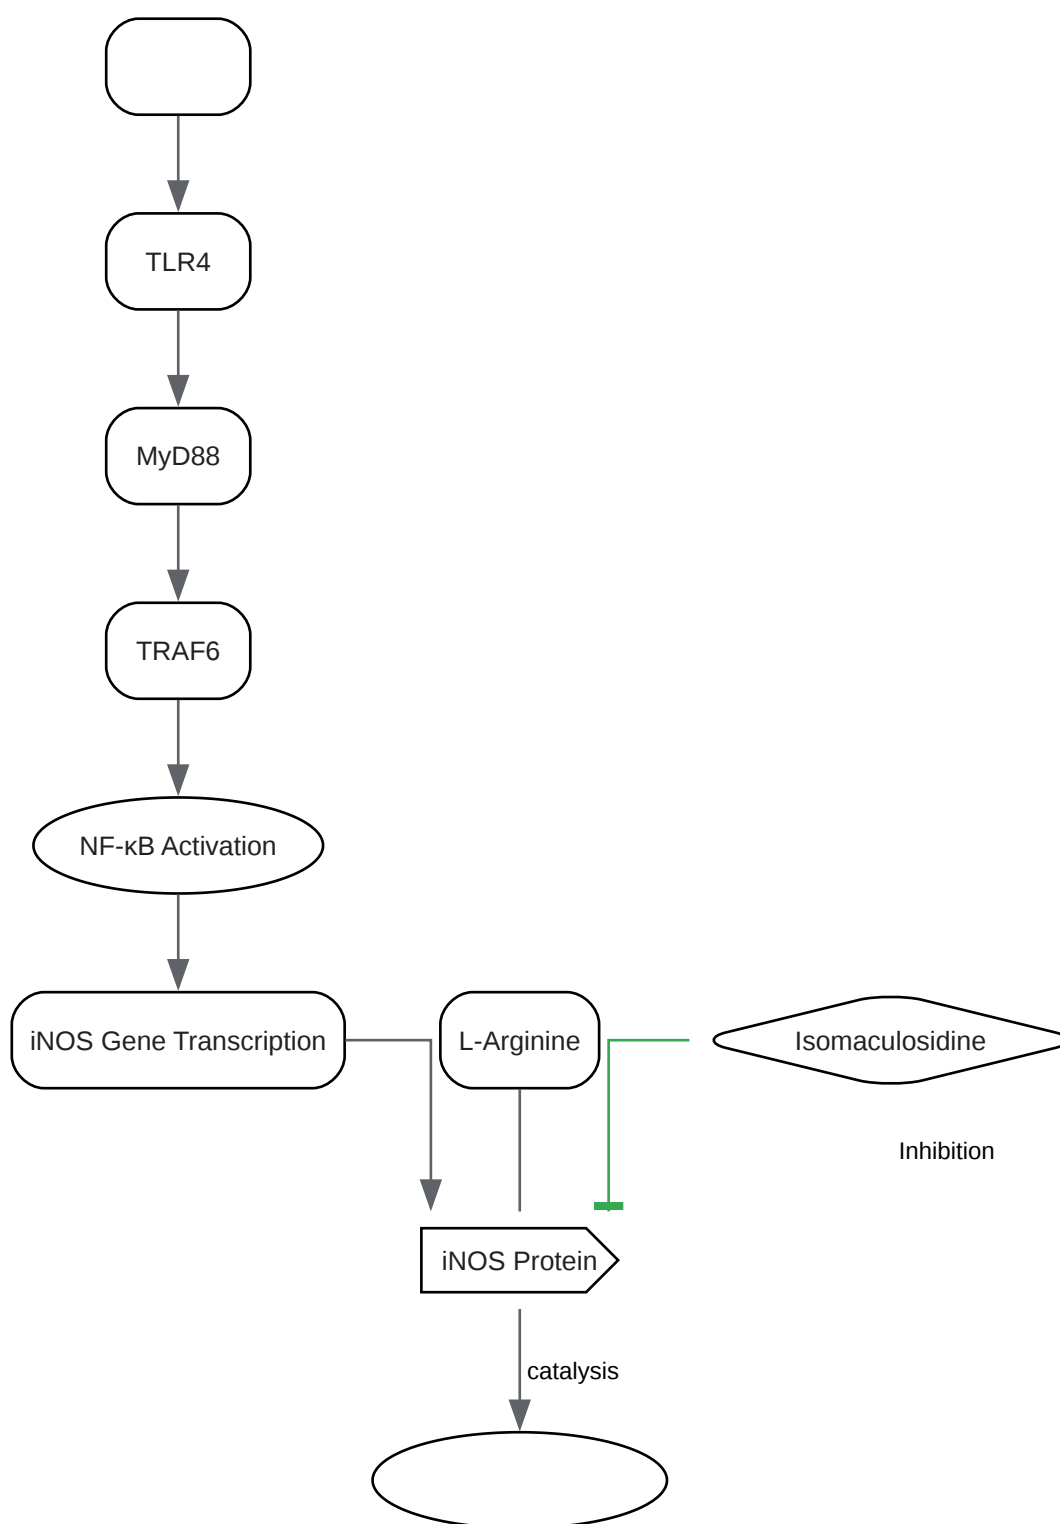 TLR4
MyD88
TRAF6
NF-κB Activation
iNOS Gene Transcription
L-Arginine
Isomaculosidine
Inhibition
iNOS Protein
catalysis